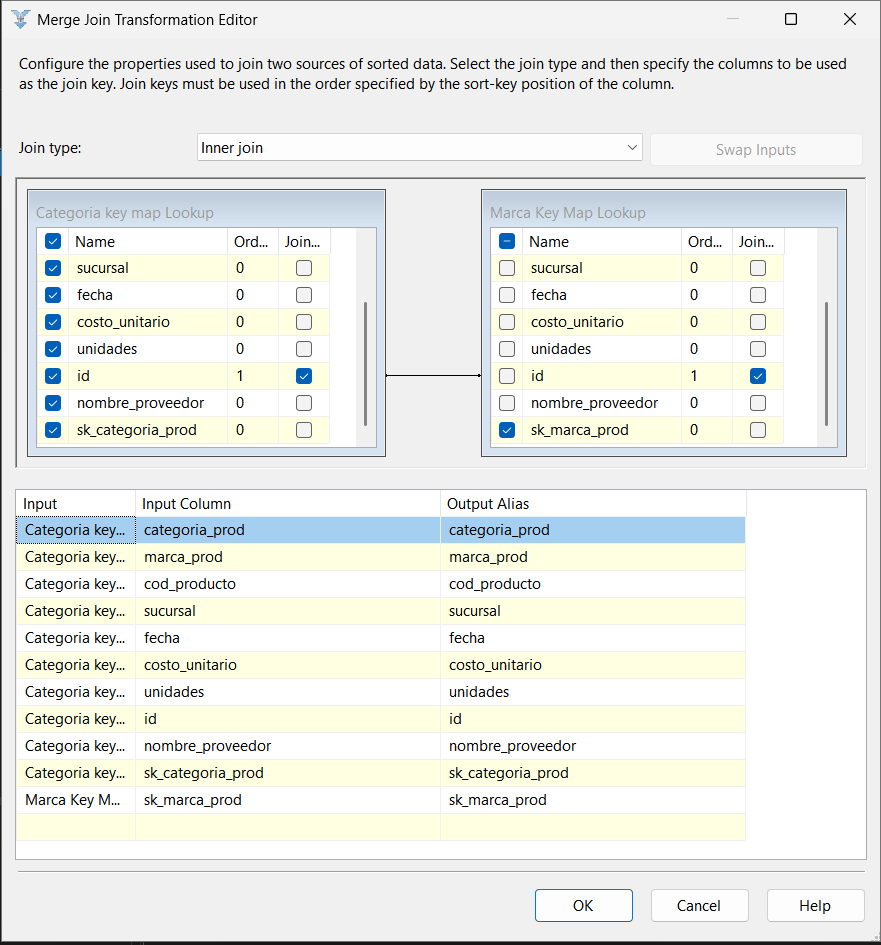 Merge Join Transformation Editor
Configure the properties used to join two sources of sorted data. Select the join type and then specify the columns to be used
as the join key. Join keys must be used in the order specified by the sort-key position of the column.
Join type: Inner join Swap Inputs
Categoria key map Lookup
Name Ord... Join...
sucursal 0
fecha 0
costo_unitario 0
unidades 0
id 1
nombre_proveedor 0
sk_categoria_prod 0
Marca Key Map Lookup
Name Ord... Join...
sucursal 0
fecha 0
costo_unitario 0
unidades 0
id 1
nombre_proveedor 0
sk_marca_prod 0
Input Input Column Output Alias
Categoria key... categoria_prod categoria_prod
Categoria key... marca_prod marca_prod
Categoria key... cod_producto cod_producto
Categoria key... sucursal sucursal
Categoria key... fecha fecha
Categoria key... costo_unitario costo_unitario
Categoria key... unidades unidades
Categoria key... id id
Categoria key... nombre_proveedor nombre_proveedor
Categoria key... sk_categoria_prod sk_categoria_prod
Marca Key M... sk_marca_prod sk_marca_prod
OK Cancel Help